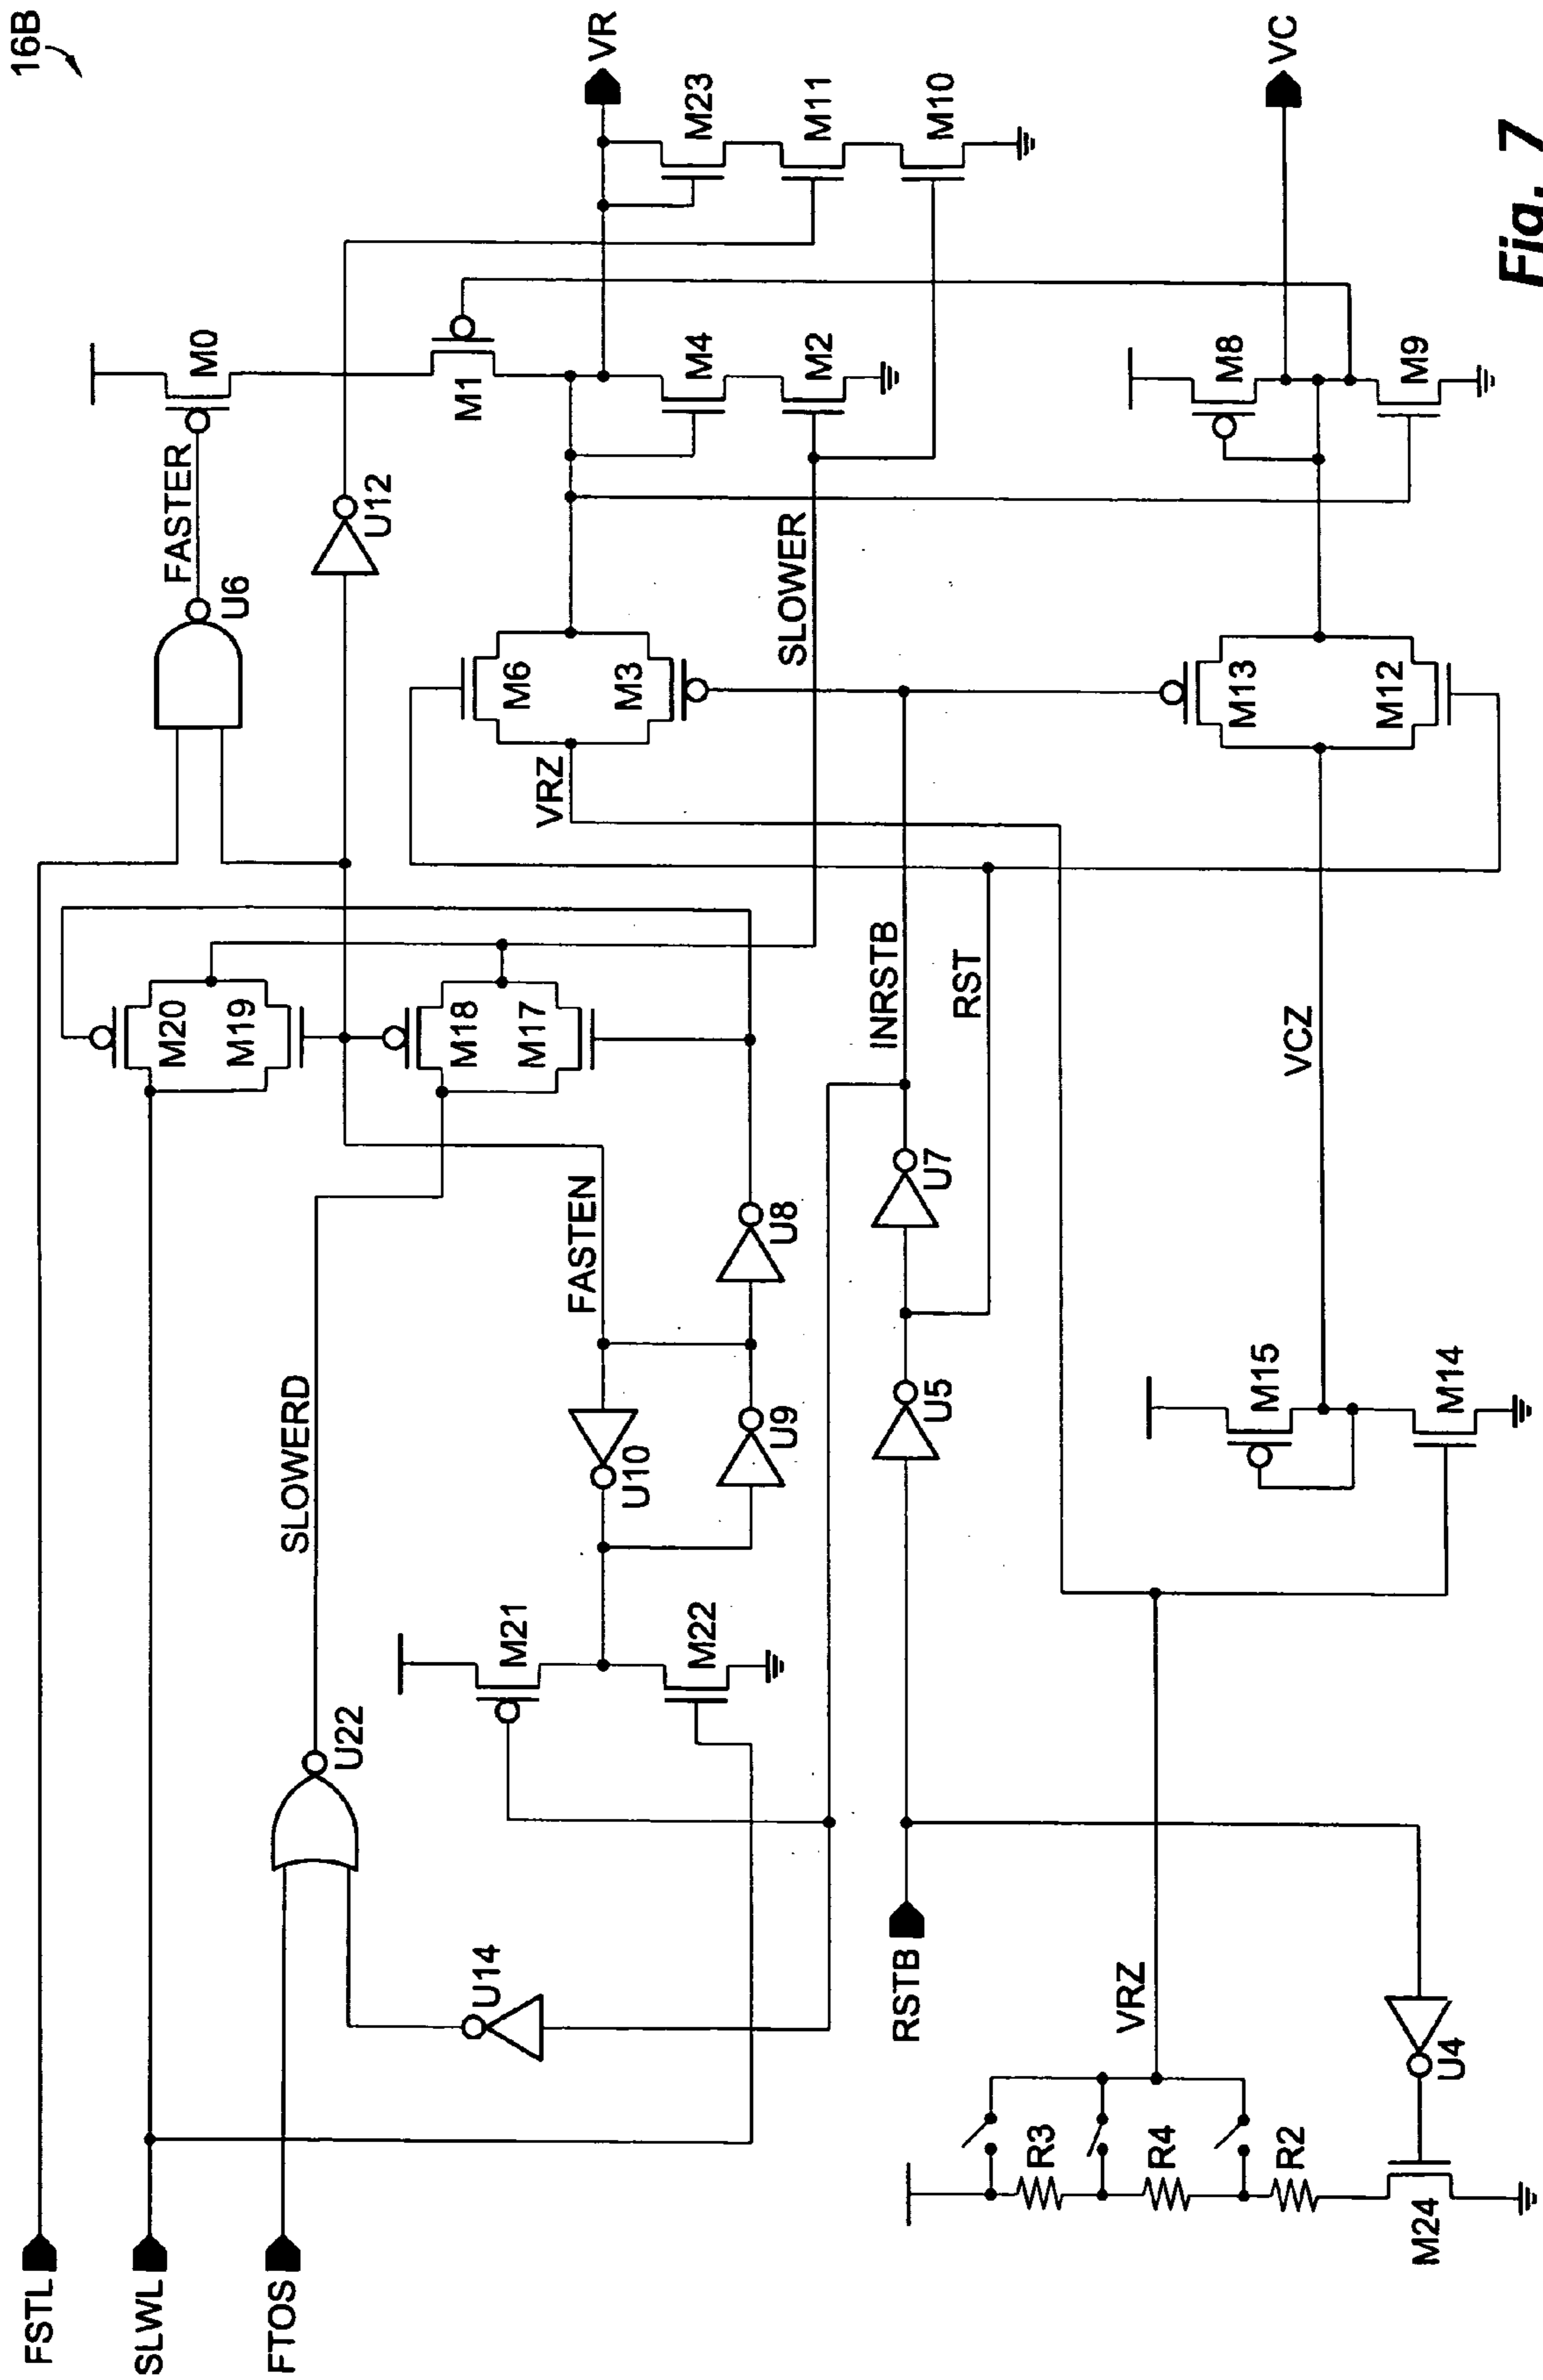 16B
FSTL
SLWL
FTOS
U14
U22
SLOWERD
M21
M22
U10
U9
FASTEN
U8
M20
M19
M18
M17
U6
FASTER
U12
M0
M1
VR
M23
M11
M10
M4
M2
SLOWER
M6
M3
VRZ
RSTB
U5
U7
INRSTB
RST
VRZ
R3
R4
R2
M24
U4
M15
M14
VCZ
M13
M12
M8
M9
VC
Fig. 7